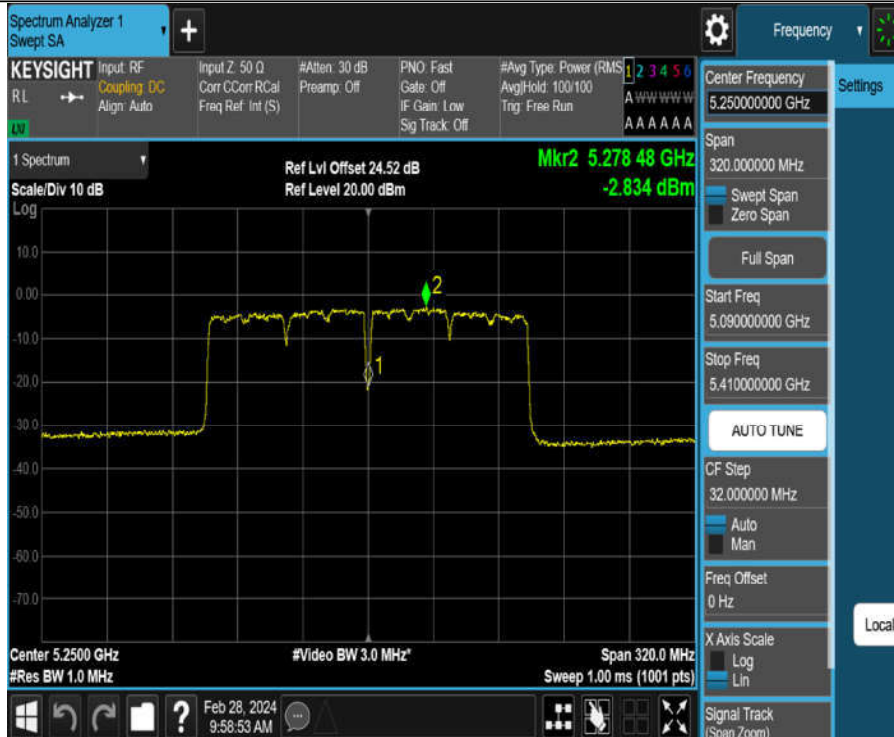 Spectrum Analyzer 1
Swept SA
+
Frequency
KEYSIGHT
RL
LXI
Input: RF
Coupling: DC
Align: Auto
Input Z: 50 Ω
Corr CCorr RCal
Freq Ref: Int (S)
#Atten: 30 dB
Preamp: Off
PNO: Fast
Gate: Off
IF Gain: Low
Sig Track: Off
#Avg Type: Power (RMS
Avg|Hold: 100/100
Trig: Free Run
1 2 3 4 5 6
A W W W W W
A A A A A A
1 Spectrum
Scale/Div 10 dB
Log
Ref Lvl Offset 24.52 dB
Ref Level 20.00 dBm
Mkr2 5.278 48 GHz
-2.834 dBm
10.0
0.00
-10.0
-20.0
-30.0
-40.0
-50.0
-60.0
-70.0
2
1
Center 5.2500 GHz
#Res BW 1.0 MHz
#Video BW 3.0 MHz*
Span 320.0 MHz
Sweep 1.00 ms (1001 pts)
Center Frequency
5.250000000 GHz
Settings
Span
320.000000 MHz
Swept Span
Zero Span
Full Span
Start Freq
5.090000000 GHz
Stop Freq
5.410000000 GHz
AUTO TUNE
CF Step
32.000000 MHz
Auto
Man
Freq Offset
0 Hz
X Axis Scale
Log
Lin
Local
Signal Track
(Span Zoom)
?
Feb 28, 2024
9:58:53 AM